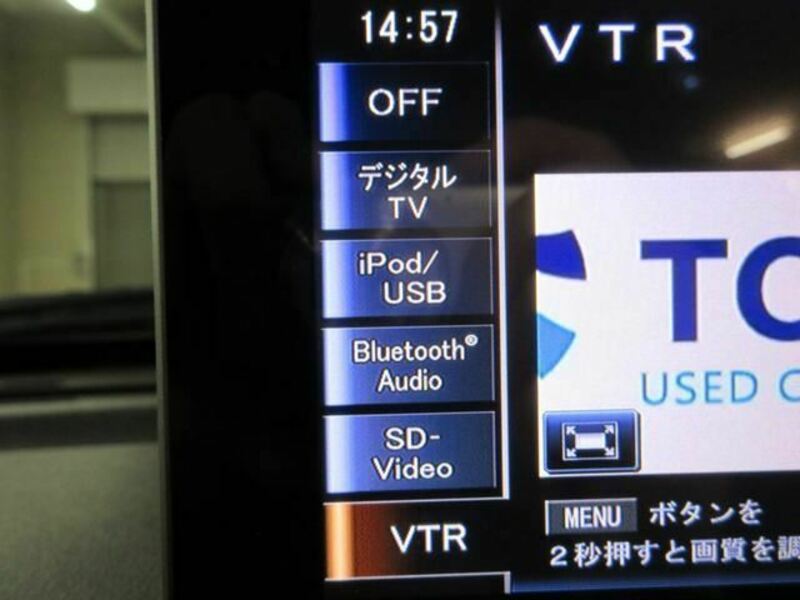 14:57
VTR
OFF
デジタル
TV
iPod/
USB
Bluetooth®
Audio
SD-
Video
VTR
TO
USED
MENU ボタンを
2秒押すと画質を調